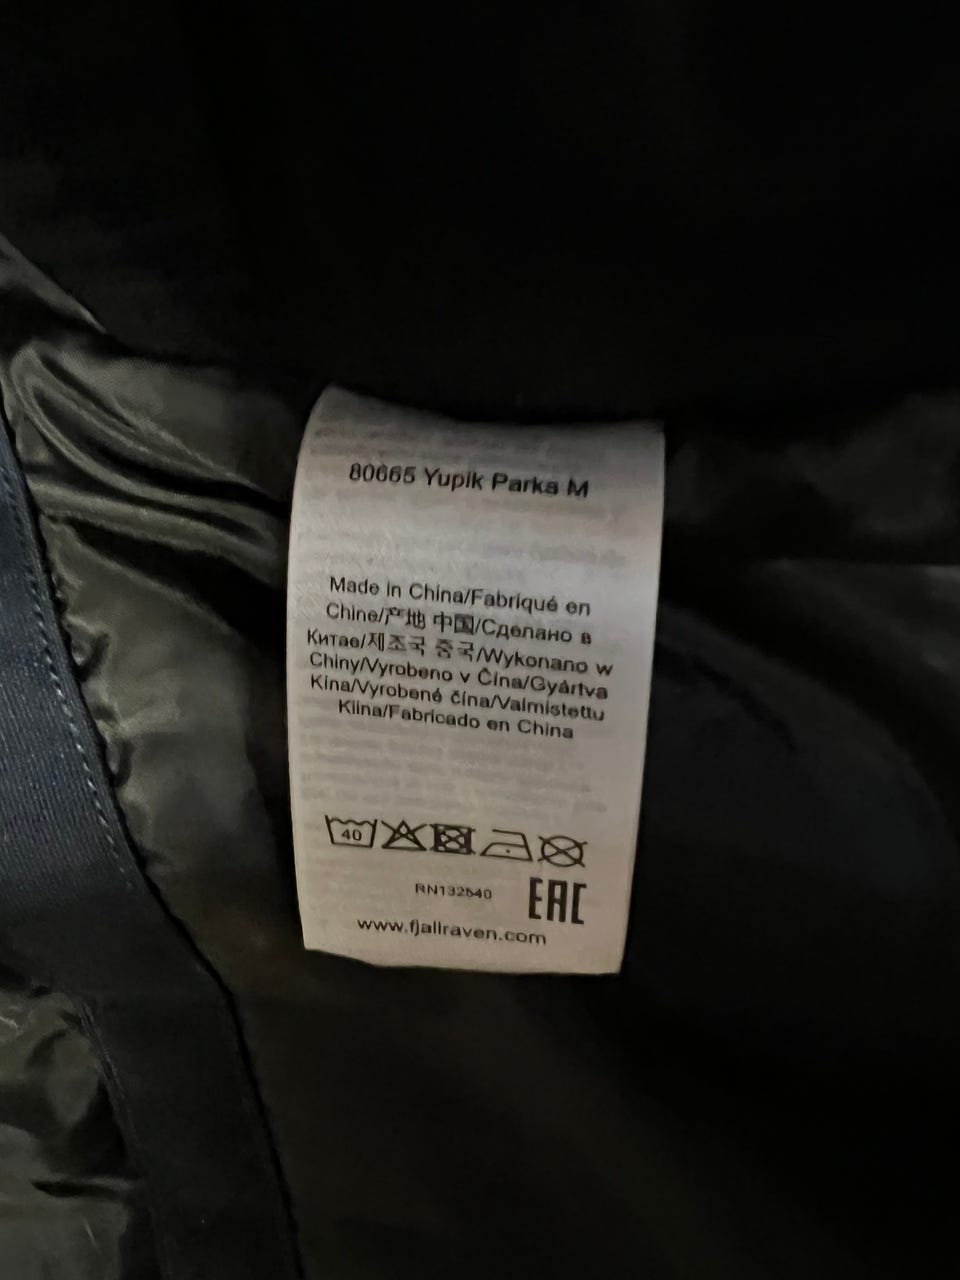 80665 Yupik Parka M
Made in China/Fabriqué en
Chine/产地 中国/Сделано в
Китае/제조국 중국/Wykonano w
Chiny/Vyrobeno v Čína/Gyártva
Kína/Vyrobené čína/Valmistettu
Kiina/Fabricado en China
40
RN132540
EAC
www.fjallraven.com